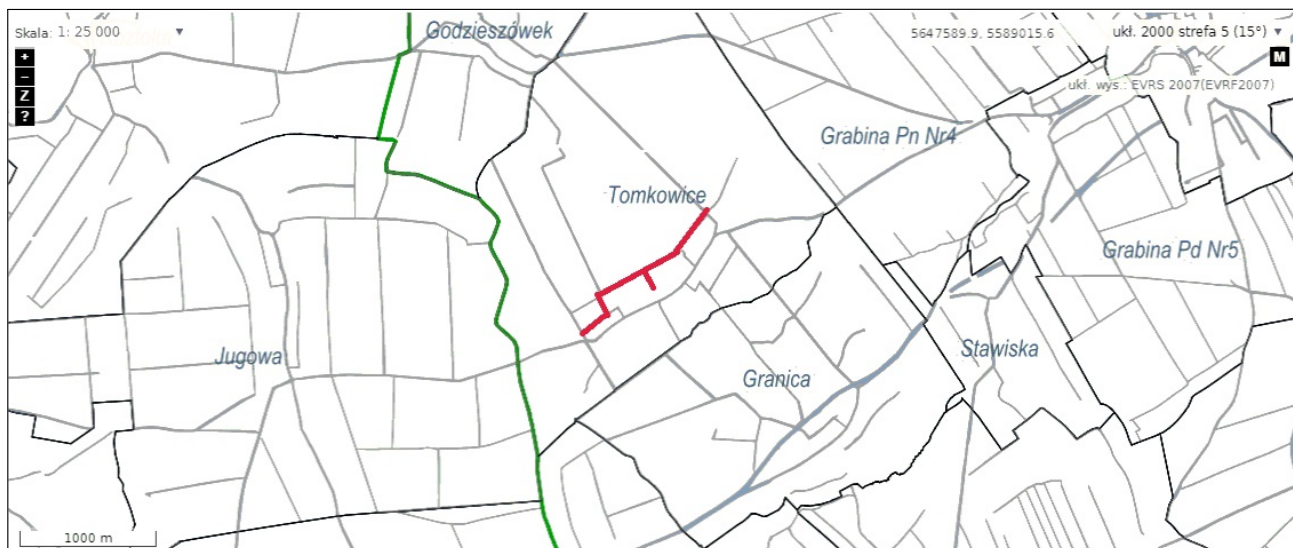 Skala: 1: 25 000 ▼
Godzieszówek
5647589.9, 5589015.6
ukł. 2000 strefa 5 (15°) ▼
+
M
–
ukł. wys.: EVRS 2007(EVRF2007)
Z
?
Grabina Pn Nr4
Tomkowice
Grabina Pd Nr5
Jugowa
Stawiska
Granica
1000 m